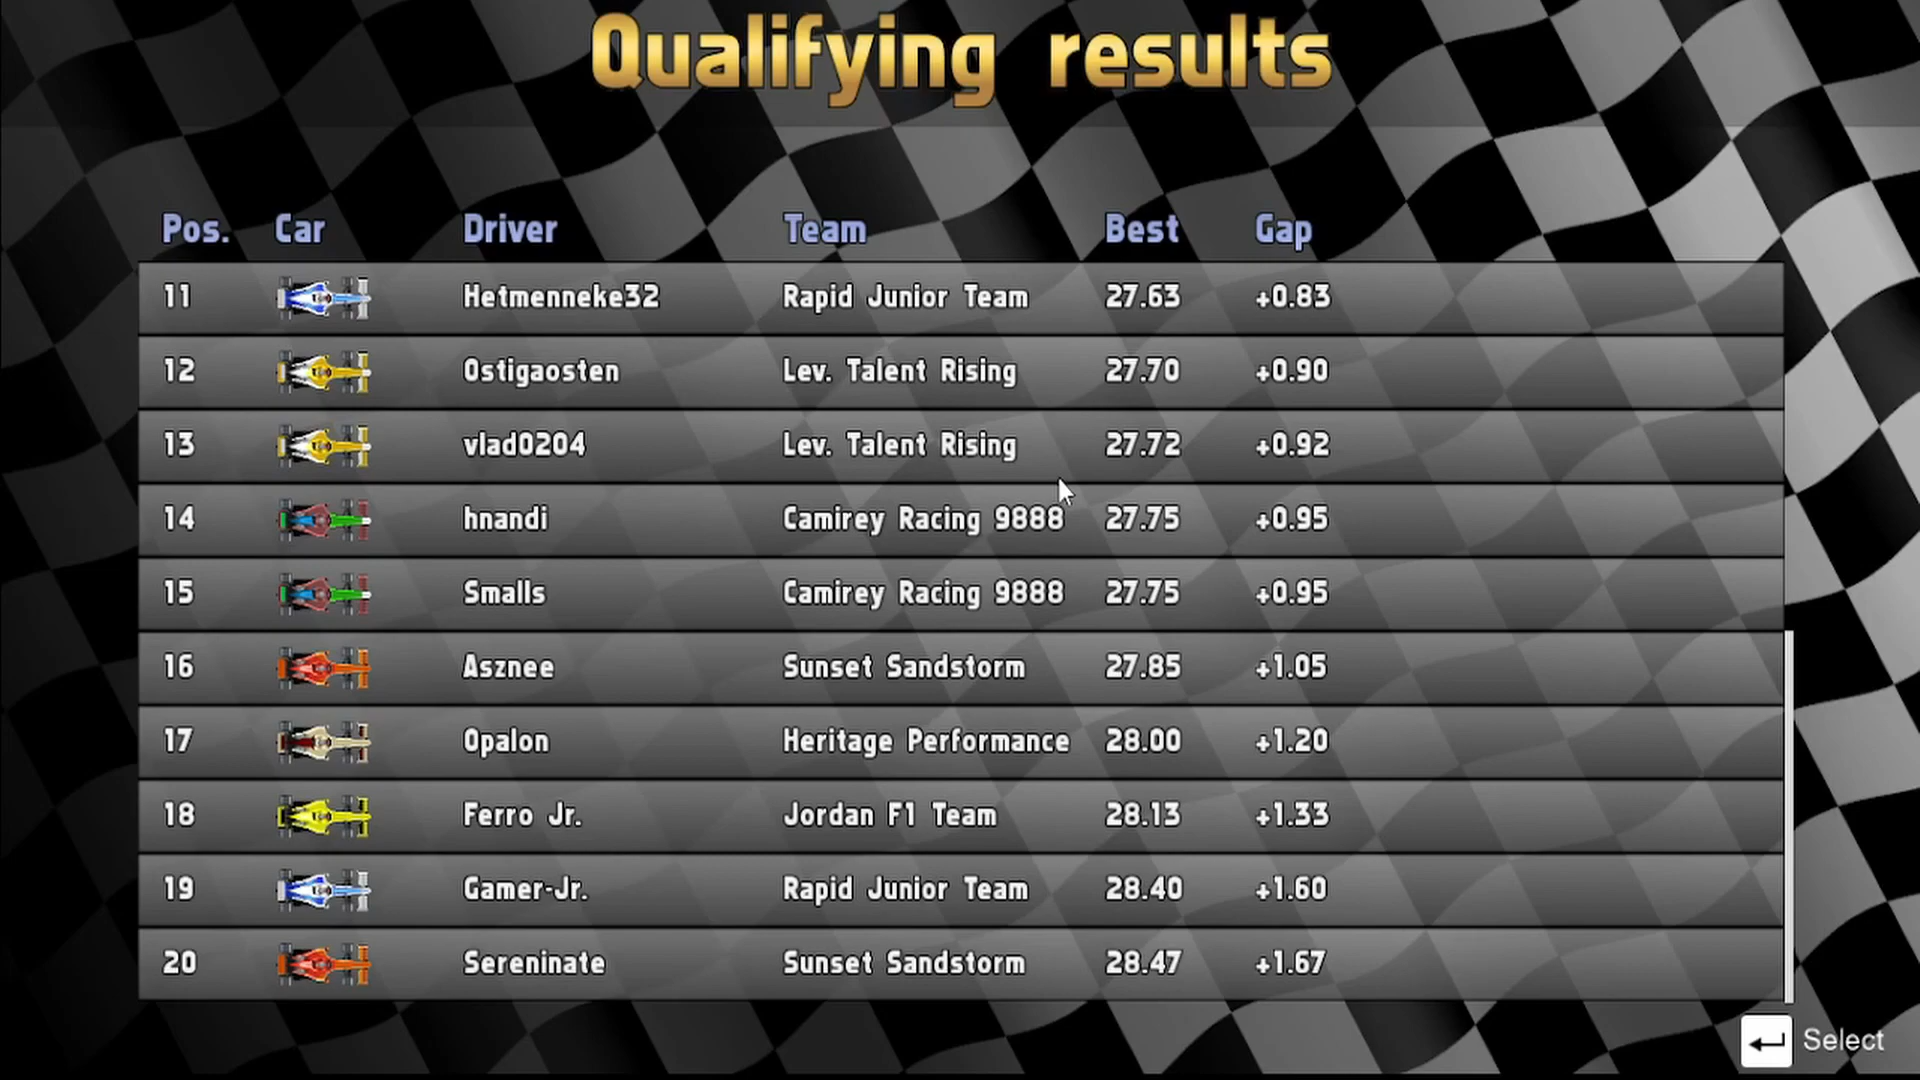 Qualifying results
Pos. Car Driver Team Best Gap
11 Hetmenneke32 Rapid Junior Team 27.63 +0.83
12 Ostigaosten Lev. Talent Rising 27.70 +0.90
13 vlad0204 Lev. Talent Rising 27.72 +0.92
14 hnandi Camirey Racing 9888 27.75 +0.95
15 Smalls Camirey Racing 9888 27.75 +0.95
16 Asznee Sunset Sandstorm 27.85 +1.05
17 Opalon Heritage Performance 28.00 +1.20
18 Ferro Jr. Jordan F1 Team 28.13 +1.33
19 Gamer-Jr. Rapid Junior Team 28.40 +1.60
20 Sereninate Sunset Sandstorm 28.47 +1.67
Select